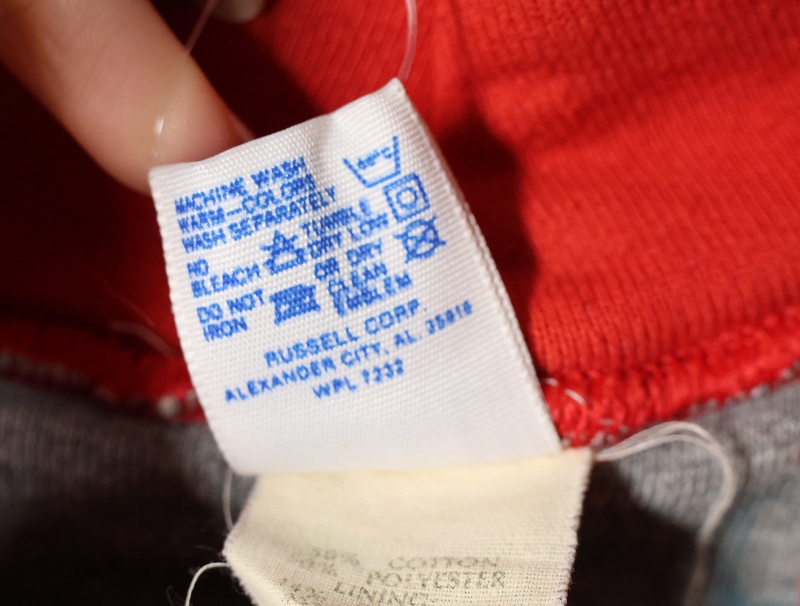 MACHINE WASH
WARM-COLORS
WASH SEPARATELY
NO BLEACH
TUMBLE DRY LOW
DO NOT IRON
OR DRY CLEAN EMBLEM
RUSSELL CORP.
ALEXANDER CITY, AL.
WPL 7232
COTTON
POLYESTER
LINING